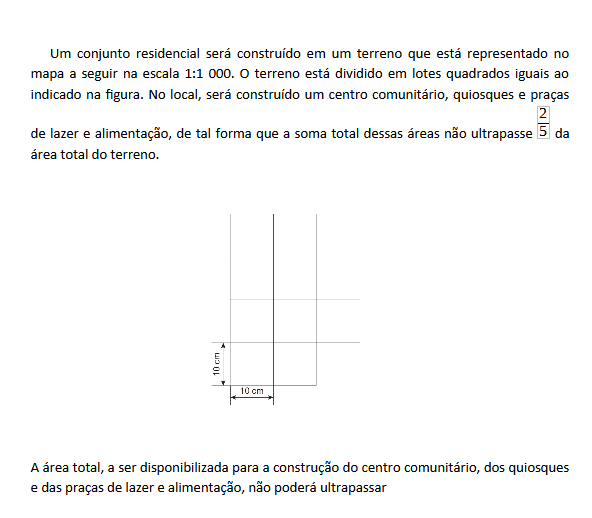 Um conjunto residencial será construído em um terreno que está representado no
mapa a seguir na escala 1:1 000. O terreno está dividido em lotes quadrados iguais ao
indicado na figura. No local, será construído um centro comunitário, quiosques e praças
de lazer e alimentação, de tal forma que a soma total dessas áreas não ultrapasse 2/5 da
área total do terreno.
10 cm
10 cm
A área total, a ser disponibilizada para a construção do centro comunitário, dos quiosques
e das praças de lazer e alimentação, não poderá ultrapassar